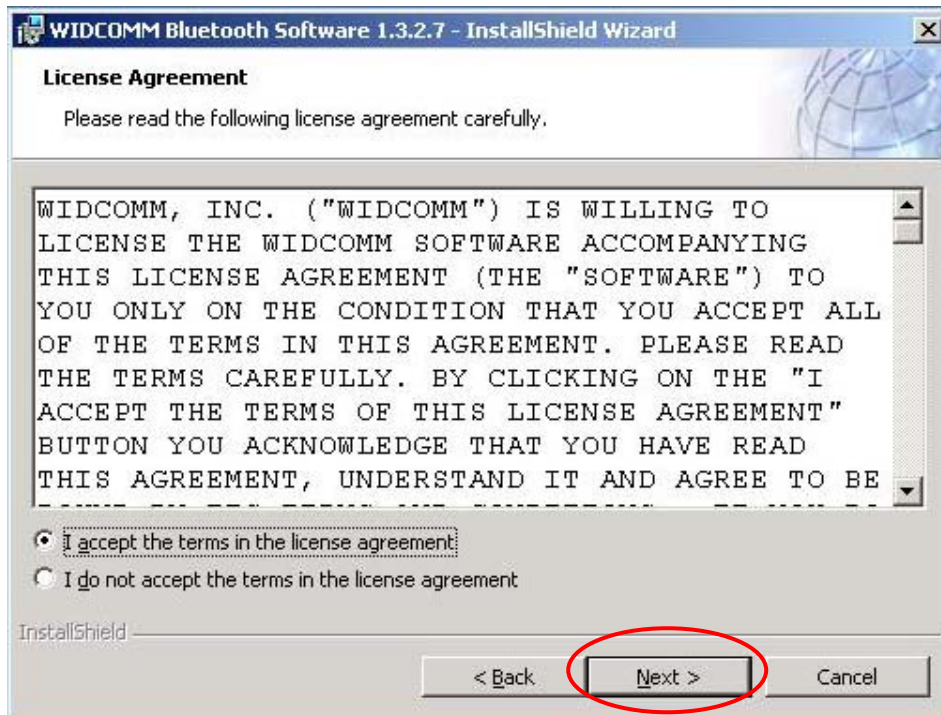 WIDCOMM Bluetooth Software 1.3.2.7 - InstallShield Wizard
License Agreement
Please read the following license agreement carefully.
WIDCOMM, INC. ("WIDCOMM") IS WILLING TO
LICENSE THE WIDCOMM SOFTWARE ACCOMPANYING
THIS LICENSE AGREEMENT (THE "SOFTWARE") TO
YOU ONLY ON THE CONDITION THAT YOU ACCEPT ALL
OF THE TERMS IN THIS AGREEMENT. PLEASE READ
THE TERMS CAREFULLY. BY CLICKING ON THE "I
ACCEPT THE TERMS OF THIS LICENSE AGREEMENT"
BUTTON YOU ACKNOWLEDGE THAT YOU HAVE READ
THIS AGREEMENT, UNDERSTAND IT AND AGREE TO BE
I accept the terms in the license agreement
I do not accept the terms in the license agreement
InstallShield
< Back Next > Cancel